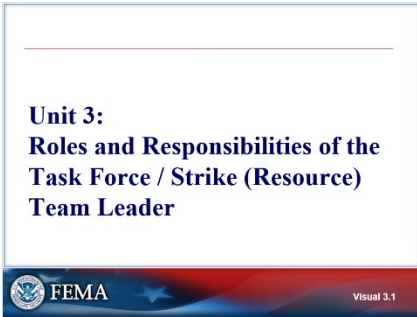 Unit 3:
Roles and Responsibilities of the
Task Force / Strike (Resource)
Team Leader
FEMA
Visual 3.1